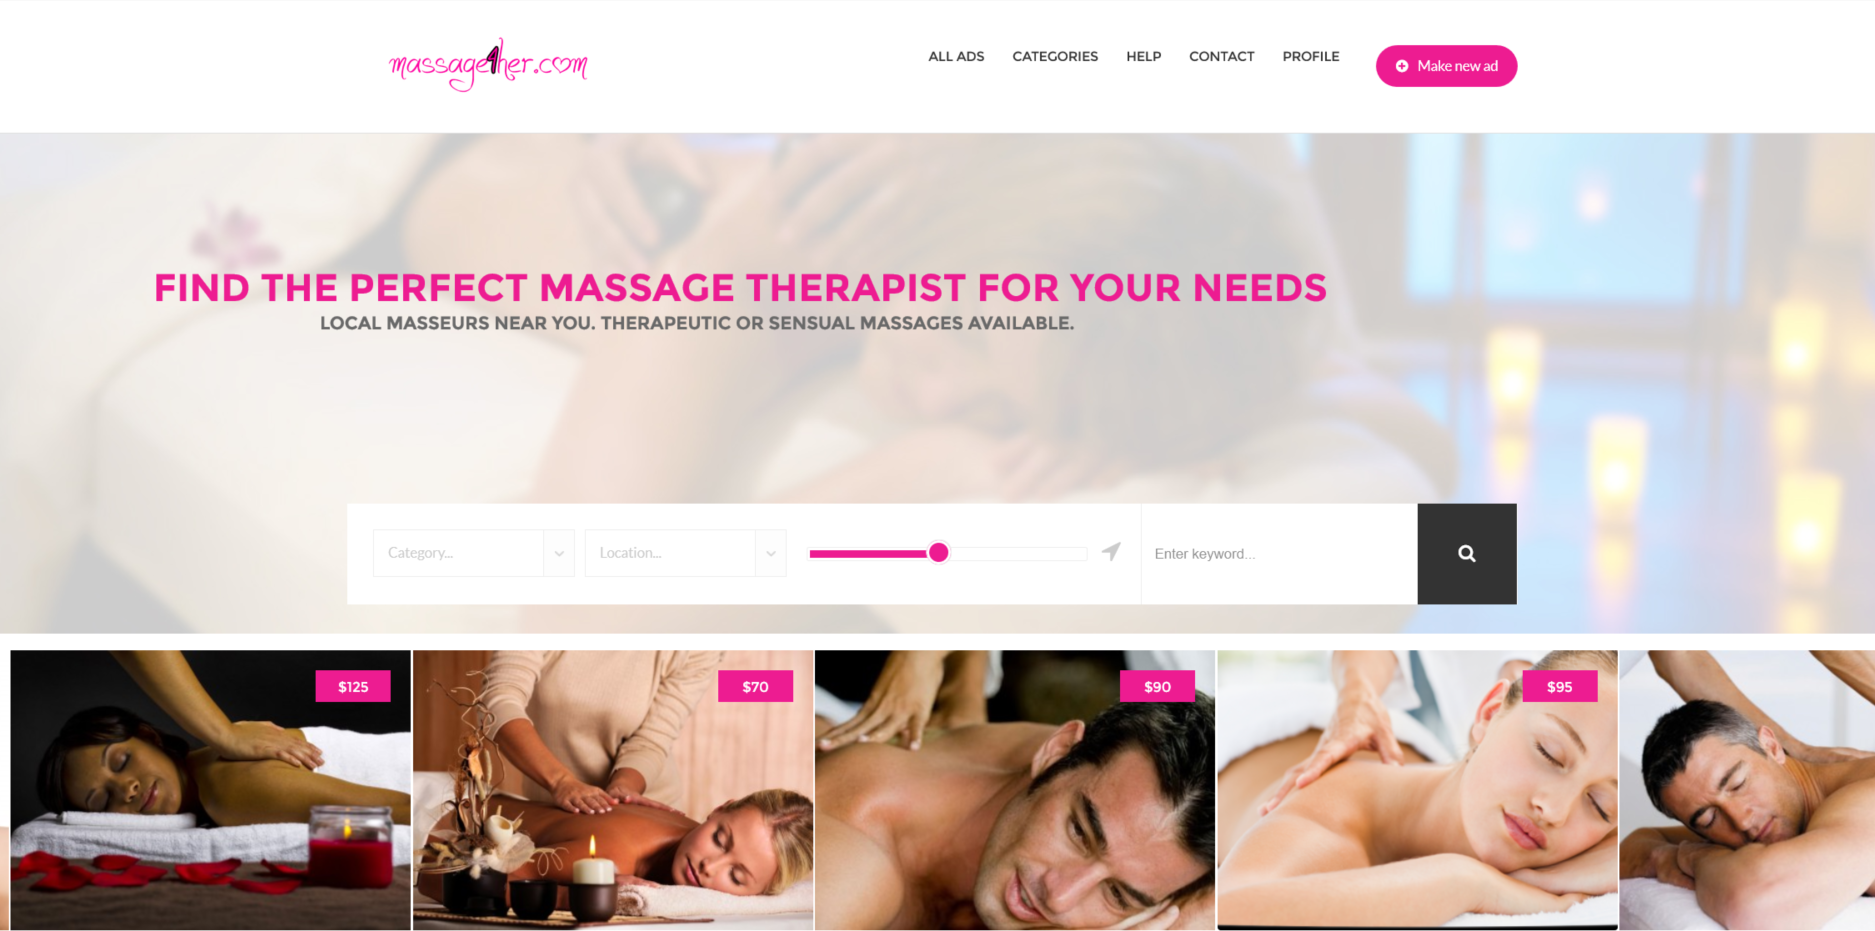 massage4her.com
ALL ADS CATEGORIES HELP CONTACT PROFILE
Make new ad
FIND THE PERFECT MASSAGE THERAPIST FOR YOUR NEEDS
LOCAL MASSEURS NEAR YOU. THERAPEUTIC OR SENSUAL MASSAGES AVAILABLE.
Category...
Location...
Enter keyword...
$125
$70
$90
$95